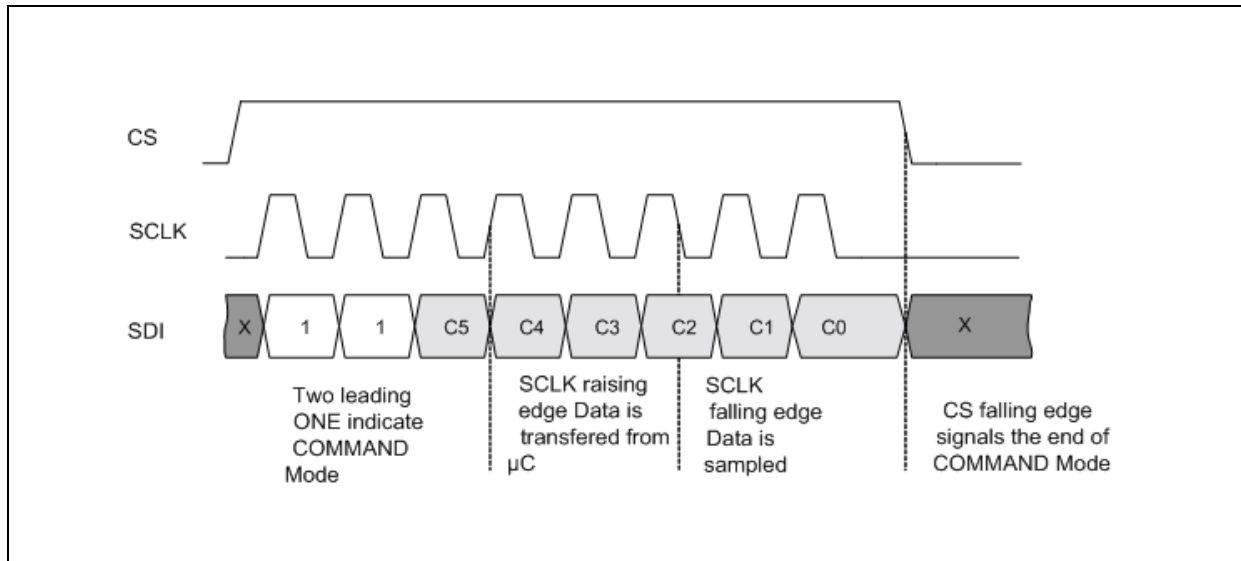 CS
SCLK
SDI
X 1 1 C5 C4 C3 C2 C1 C0 X
Two leading
ONE indicate
COMMAND
Mode
SCLK raising
edge Data is
transfered from
µC
SCLK
falling edge
Data is
sampled
CS falling edge
signals the end of
COMMAND Mode